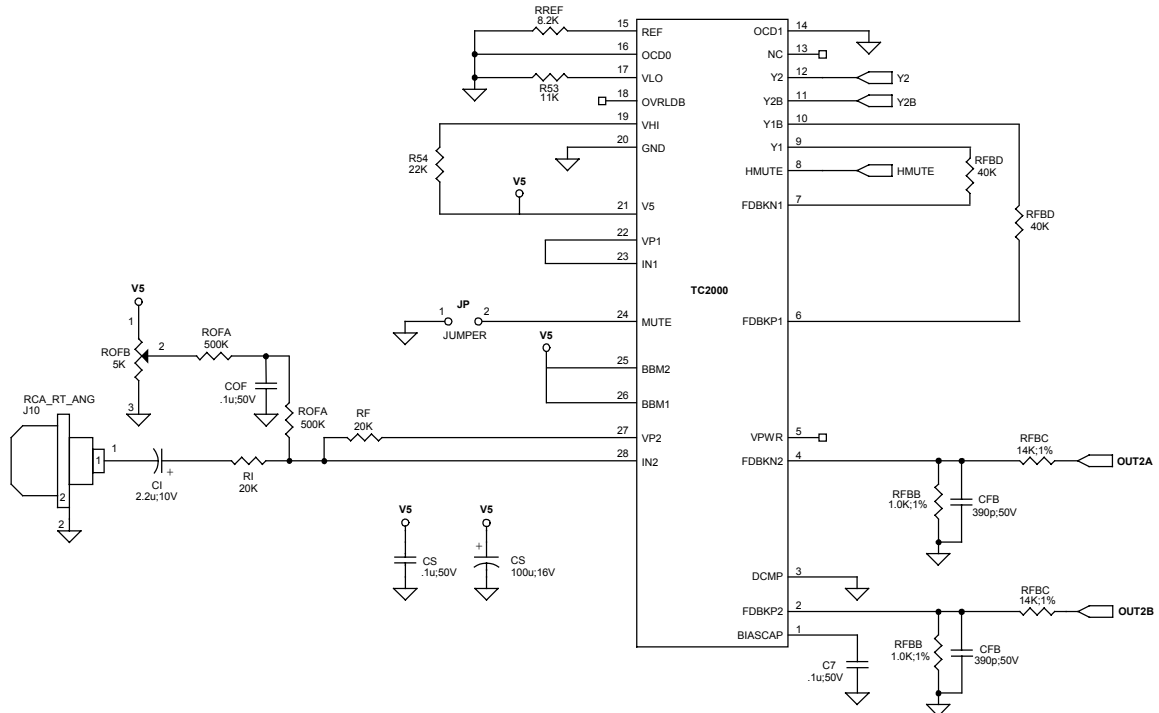 RREF
8.2K
R53
11K
R54
22K
V5
15
16
17
18
19
20
21
22
23
24
25
26
27
28
REF
OCD0
VLO
OVRLDB
VHI
GND
V5
VP1
IN1
MUTE
BBM2
BBM1
VP2
IN2
TC2000
OCD1
NC
Y2
Y2B
Y1B
Y1
HMUTE
FDBKN1
FDBKP1
VPWR
FDBKN2
DCMP
FDBKP2
BIASCAP
14
13
12
11
10
9
8
7
6
5
4
3
2
1
Y2
Y2B
HMUTE
RFBD
40K
RFBD
40K
1
JP
2
JUMPER
V5
V5
1
ROFB
5K
2
3
ROFA
500K
COF
.1u;50V
ROFA
500K
RF
20K
RCA_RT_ANG
J10
1
1
2
2
+
CI
2.2u;10V
RI
20K
V5
CS
.1u;50V
V5
+
CS
100u;16V
RFBC
14K;1%
OUT2A
RFBB
1.0K;1%
CFB
390p;50V
RFBC
14K;1%
OUT2B
RFBB
1.0K;1%
CFB
390p;50V
C7
.1u;50V